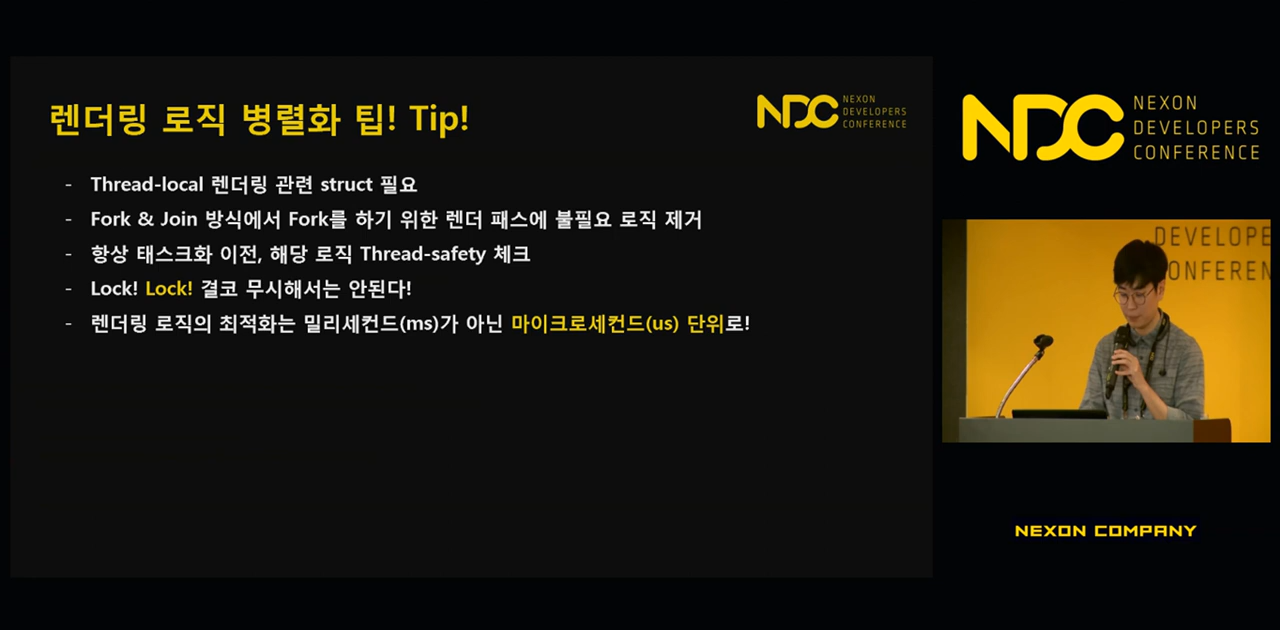 렌더링 로직 병렬화 팁! Tip!
NDC NEXON DEVELOPERS CONFERENCE
- Thread-local 렌더링 관련 struct 필요
- Fork & Join 방식에서 Fork를 하기 위한 렌더 패스에 불필요 로직 제거
- 항상 태스크화 이전, 해당 로직 Thread-safety 체크
- Lock! Lock! 결코 무시해서는 안된다!
- 렌더링 로직의 최적화는 밀리세컨드(ms)가 아닌 마이크로세컨드(us) 단위로!
NDC
NEXON
DEVELOPERS
CONFERENCE
DEVELOPE
ONFEREN
NEXON COMPANY